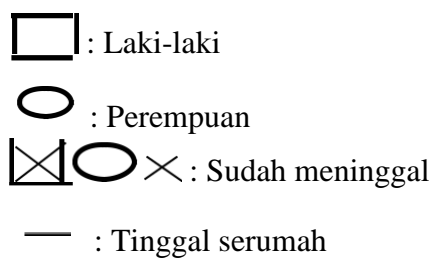 : Laki-laki
: Perempuan
: Sudah meninggal
: Tinggal serumah